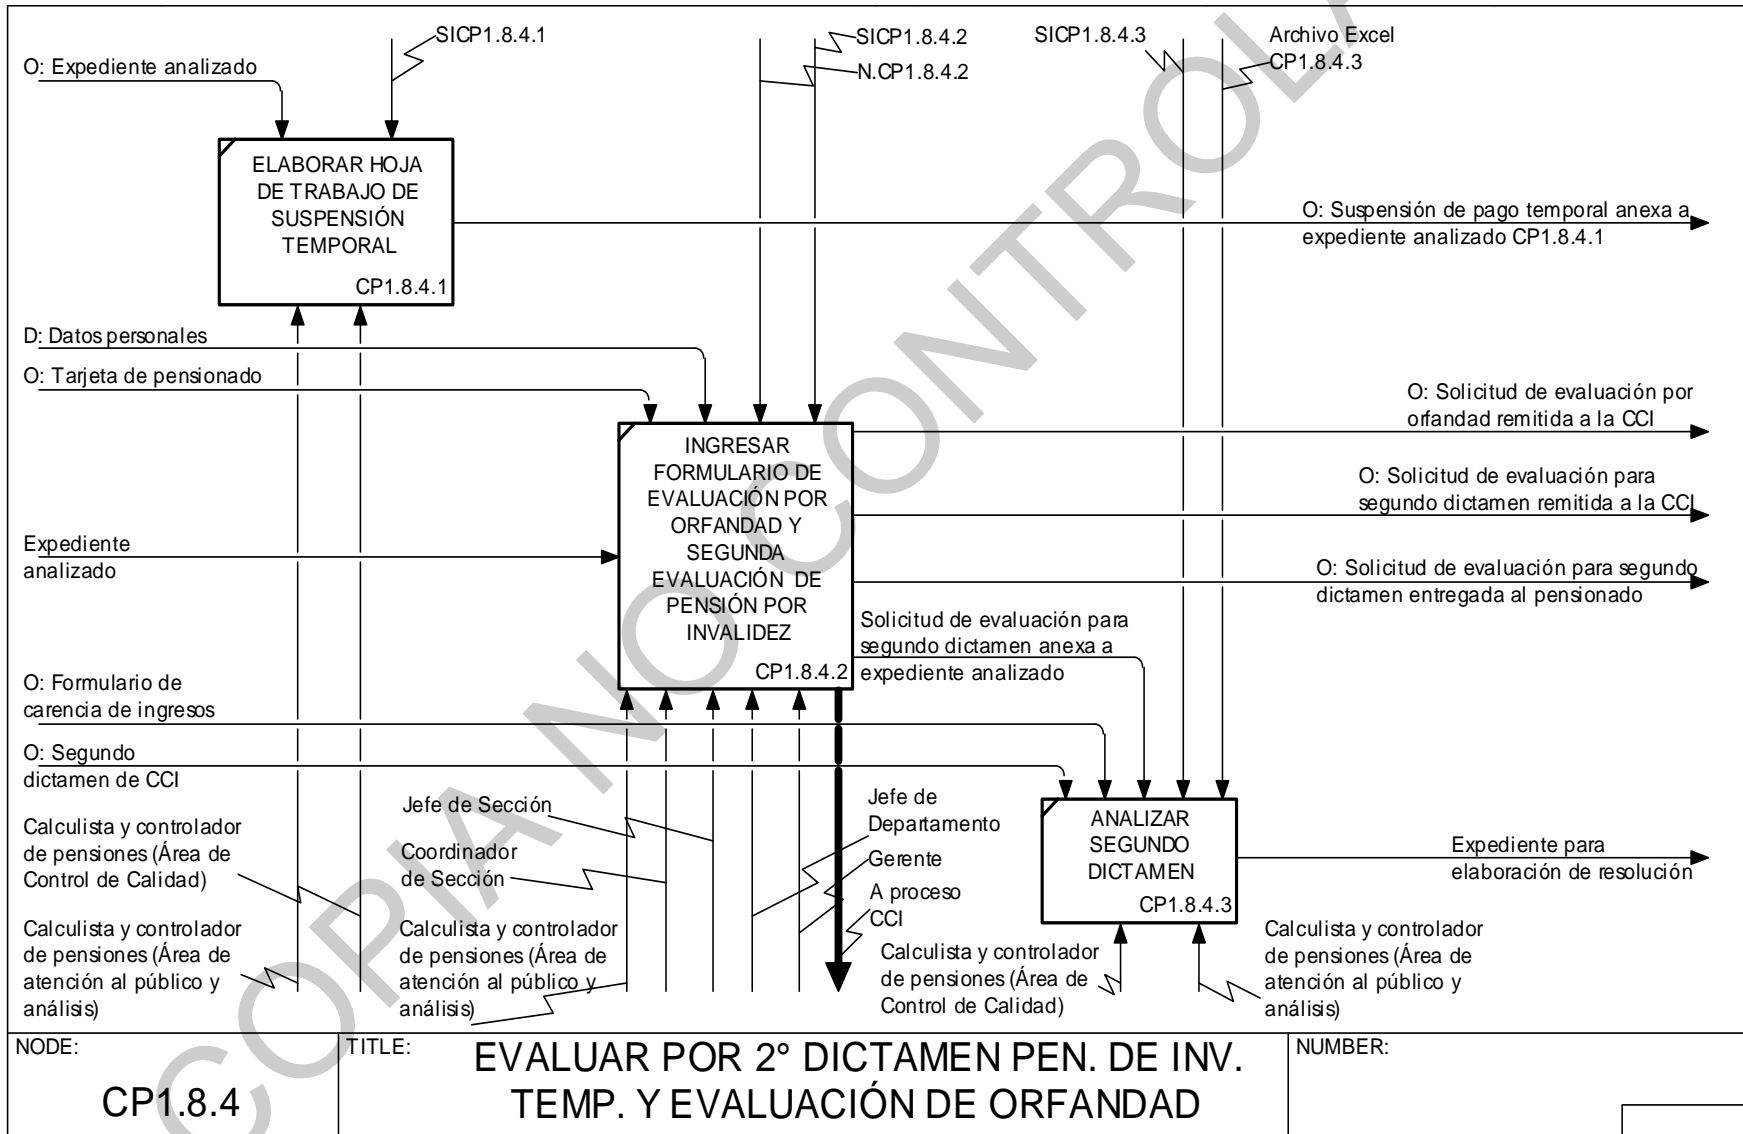 SICP1.8.4.1
SICP1.8.4.2
N.CP1.8.4.2
SICP1.8.4.3
Archivo Excel
CP1.8.4.3
O: Expediente analizado
ELABORAR HOJA
DE TRABAJO DE
SUSPENSIÓN
TEMPORAL
CP1.8.4.1
O: Suspensión de pago temporal anexa a
expediente analizado CP1.8.4.1
D: Datos personales
O: Tarjeta de pensionado
INGRESAR
FORMULARIO DE
EVALUACIÓN POR
ORFANDAD Y
SEGUNDA
EVALUACIÓN DE
PENSIÓN POR
INVALIDEZ
CP1.8.4.2
O: Solicitud de evaluación por
orfandad remitida a la CCI
O: Solicitud de evaluación para
segundo dictamen remitida a la CCI
Expediente
analizado
O: Solicitud de evaluación para segundo
dictamen entregada al pensionado
Solicitud de evaluación para
segundo dictamen anexa a
expediente analizado
O: Formulario de
carencia de ingresos
O: Segundo
dictamen de CCI
ANALIZAR
SEGUNDO
DICTAMEN
CP1.8.4.3
Expediente para
elaboración de resolución
Calculista y controlador
de pensiones (Área de
Control de Calidad)
Calculista y controlador
de pensiones (Área de
atención al público y
análisis)
Jefe de Sección
Coordinador
de Sección
Calculista y controlador
de pensiones (Área de
atención al público y
análisis)
Jefe de
Departamento
Gerente
A proceso
CCI
Calculista y controlador
de pensiones (Área de
Control de Calidad)
Calculista y controlador
de pensiones (Área de
atención al público y
análisis)
NODE:
CP1.8.4
TITLE:
EVALUAR POR 2° DICTAMEN PEN. DE INV.
TEMP. Y EVALUACIÓN DE ORFANDAD
NUMBER:
COPIA NO CONTROLA